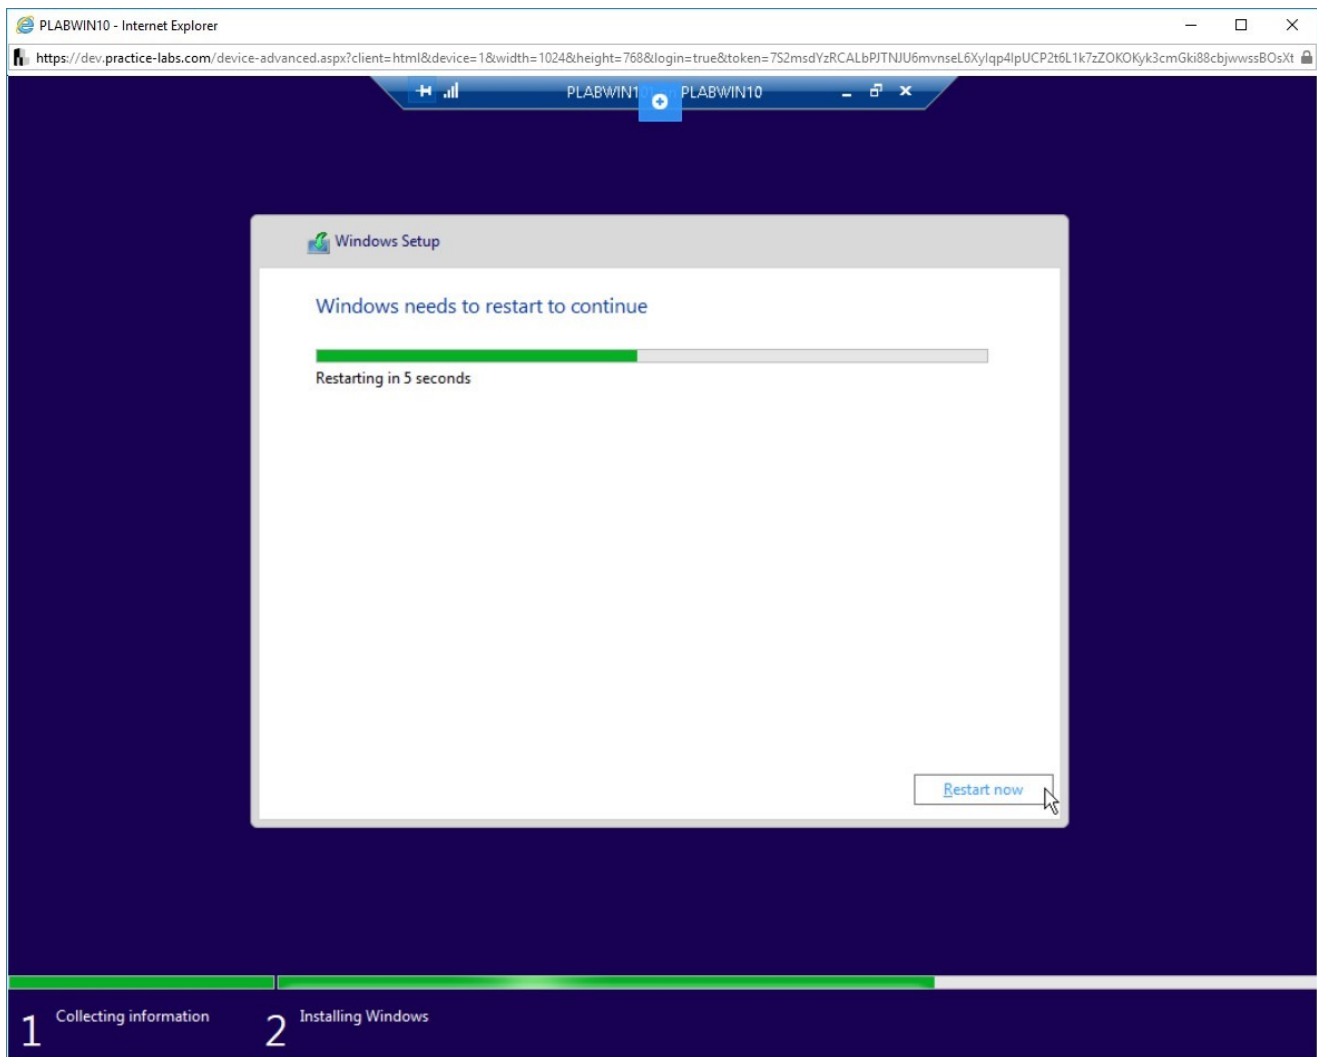 PLABWIN10 - Internet Explorer
https://dev.practice-labs.com/device-advanced.aspx?client=html&device=1&width=1024&height=768&login=true&token=7S2msdYzRCALbPJTNJU6mvnseL6Xylqp4lpUCP2t6L1k7zZOKOKyk3cmGki88cbjwwssBOsXt
PLABWIN10 PLABWIN10
Windows Setup
Windows needs to restart to continue
Restarting in 5 seconds
Restart now
1 Collecting information 2 Installing Windows